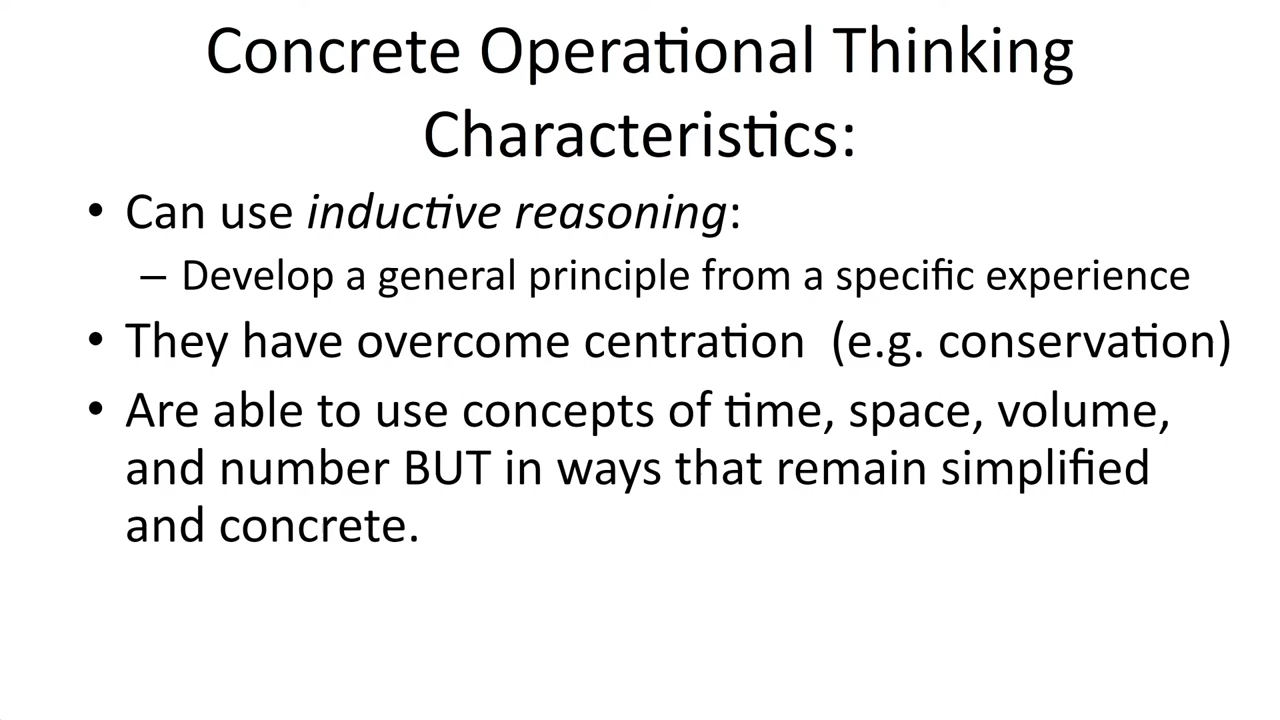 Concrete Operational Thinking
Characteristics:
• Can use inductive reasoning:
– Develop a general principle from a specific experience
• They have overcome centration (e.g. conservation)
• Are able to use concepts of time, space, volume,
and number BUT in ways that remain simplified
and concrete.